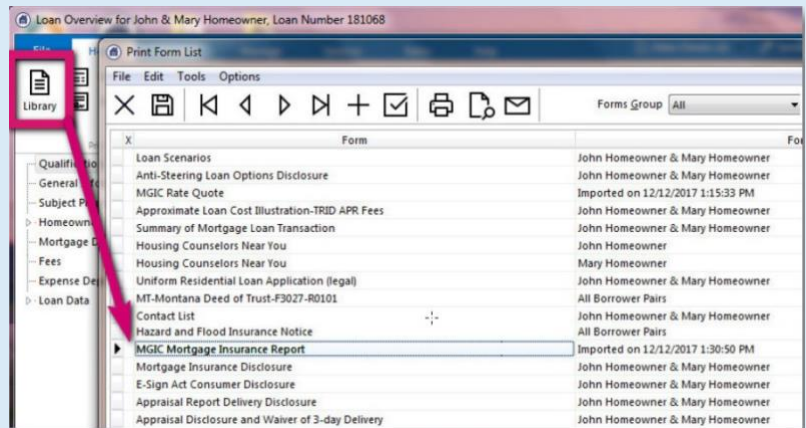 Loan Overview for John & Mary Homeowner, Loan Number 181068
File
Print Form List
File Edit Tools Options
Library
Forms Group All
X Form
Loan Scenarios John Homeowner & Mary Homeowner
Anti-Steering Loan Options Disclosure John Homeowner & Mary Homeowner
MGIC Rate Quote Imported on 12/12/2017 1:15:33 PM
Approximate Loan Cost Illustration-TRID APR Fees John Homeowner & Mary Homeowner
Summary of Mortgage Loan Transaction John Homeowner & Mary Homeowner
Housing Counselors Near You John Homeowner
Housing Counselors Near You Mary Homeowner
Uniform Residential Loan Application (legal) John Homeowner & Mary Homeowner
MT-Montana Deed of Trust-F3027-R0101 All Borrower Pairs
Contact List John Homeowner & Mary Homeowner
Hazard and Flood Insurance Notice All Borrower Pairs
MGIC Mortgage Insurance Report Imported on 12/12/2017 1:30:50 PM
Mortgage Insurance Disclosure John Homeowner & Mary Homeowner
E-Sign Act Consumer Disclosure John Homeowner & Mary Homeowner
Appraisal Report Delivery Disclosure John Homeowner & Mary Homeowner
Appraisal Disclosure and Waiver of 3-day Delivery John Homeowner & Mary Homeowner
General
Subject
Mortgage
Fees
Expense
Loan Data